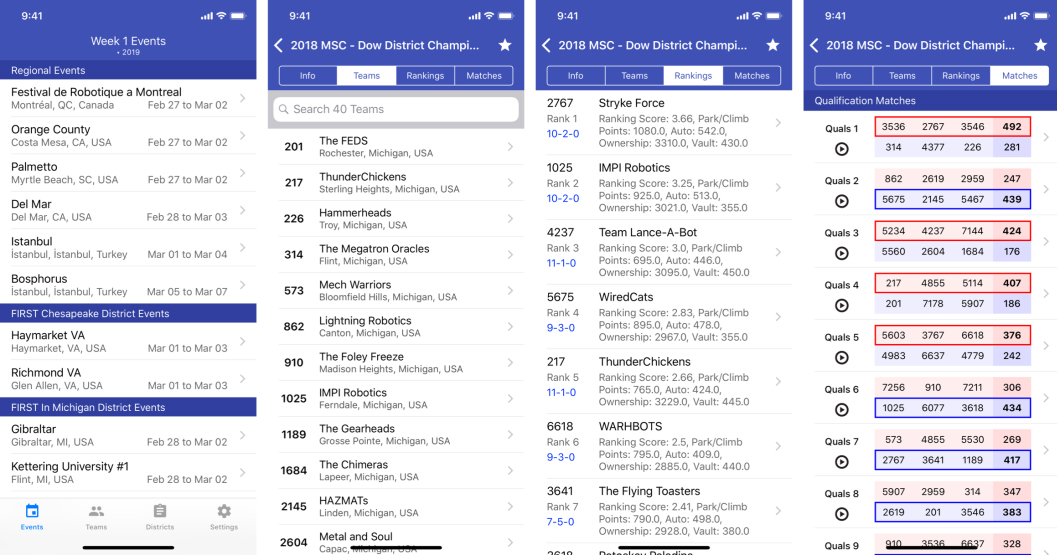 9:41
Week 1 Events
• 2019
Regional Events
Festival de Robotique a Montreal
Montréal, QC, Canada Feb 27 to Mar 02
Orange County
Costa Mesa, CA, USA Feb 27 to Mar 02
Palmetto
Myrtle Beach, SC, USA Feb 27 to Mar 02
Del Mar
Del Mar, CA, USA Feb 28 to Mar 03
Istanbul
İstanbul, İstanbul, Turkey Mar 01 to Mar 04
Bosphorus
İstanbul, İstanbul, Turkey Mar 05 to Mar 07
FIRST Chesapeake District Events
Haymarket VA
Haymarket, VA, USA Mar 01 to Mar 03
Richmond VA
Glen Allen, VA, USA Mar 01 to Mar 03
FIRST In Michigan District Events
Gibraltar
Gibraltar, MI, USA Feb 28 to Mar 02
Kettering University #1
Flint, MI, USA Feb 28 to Mar 02
Events Teams Districts Settings
9:41
2018 MSC - Dow District Champi...
Info Teams Rankings Matches
Search 40 Teams
201 The FEDS
Rochester, Michigan, USA
217 ThunderChickens
Sterling Heights, Michigan, USA
226 Hammerheads
Troy, Michigan, USA
314 The Megatron Oracles
Flint, Michigan, USA
573 Mech Warriors
Bloomfield Hills, Michigan, USA
862 Lightning Robotics
Canton, Michigan, USA
910 The Foley Freeze
Madison Heights, Michigan, USA
1025 IMPI Robotics
Ferndale, Michigan, USA
1189 The Gearheads
Grosse Pointe, Michigan, USA
1684 The Chimeras
Lapeer, Michigan, USA
2145 HAZMATs
Linden, Michigan, USA
2604 Metal and Soul
Capac, Michigan, USA
9:41
2018 MSC - Dow District Champi...
Info Teams Rankings Matches
2767 Stryke Force
Rank 1 Ranking Score: 3.66, Park/Climb
10-2-0 Points: 1080.0, Auto: 542.0,
Ownership: 3310.0, Vault: 430.0
1025 IMPI Robotics
Rank 2 Ranking Score: 3.25, Park/Climb
10-2-0 Points: 925.0, Auto: 513.0,
Ownership: 3021.0, Vault: 355.0
4237 Team Lance-A-Bot
Rank 3 Ranking Score: 3.0, Park/Climb
11-1-0 Points: 695.0, Auto: 446.0,
Ownership: 3095.0, Vault: 450.0
5675 WiredCats
Rank 4 Ranking Score: 2.83, Park/Climb
9-3-0 Points: 895.0, Auto: 478.0,
Ownership: 2967.0, Vault: 355.0
217 ThunderChickens
Rank 5 Ranking Score: 2.66, Park/Climb
11-1-0 Points: 765.0, Auto: 424.0,
Ownership: 3229.0, Vault: 445.0
6618 WARHBOTS
Rank 6 Ranking Score: 2.5, Park/Climb
9-3-0 Points: 795.0, Auto: 409.0,
Ownership: 2885.0, Vault: 440.0
3641 The Flying Toasters
Rank 7 Ranking Score: 2.41, Park/Climb
7-5-0 Points: 790.0, Auto: 498.0,
Ownership: 2928.0, Vault: 380.0
9:41
2018 MSC - Dow District Champi...
Info Teams Rankings Matches
Qualification Matches
Quals 1 3536 2767 3546 492
314 4377 226 281
Quals 2 862 2619 2959 247
5675 2145 5467 439
Quals 3 5234 4237 7144 424
5560 2604 1684 176
Quals 4 217 4855 5114 407
201 7178 5907 186
Quals 5 5603 3767 6618 376
4983 6637 4779 242
Quals 6 7256 910 7211 306
1025 6077 3618 434
Quals 7 573 4855 5530 269
2767 3641 1189 417
Quals 8 5907 2959 314 347
2619 201 3546 383
Quals 9 910 3536 6637 328